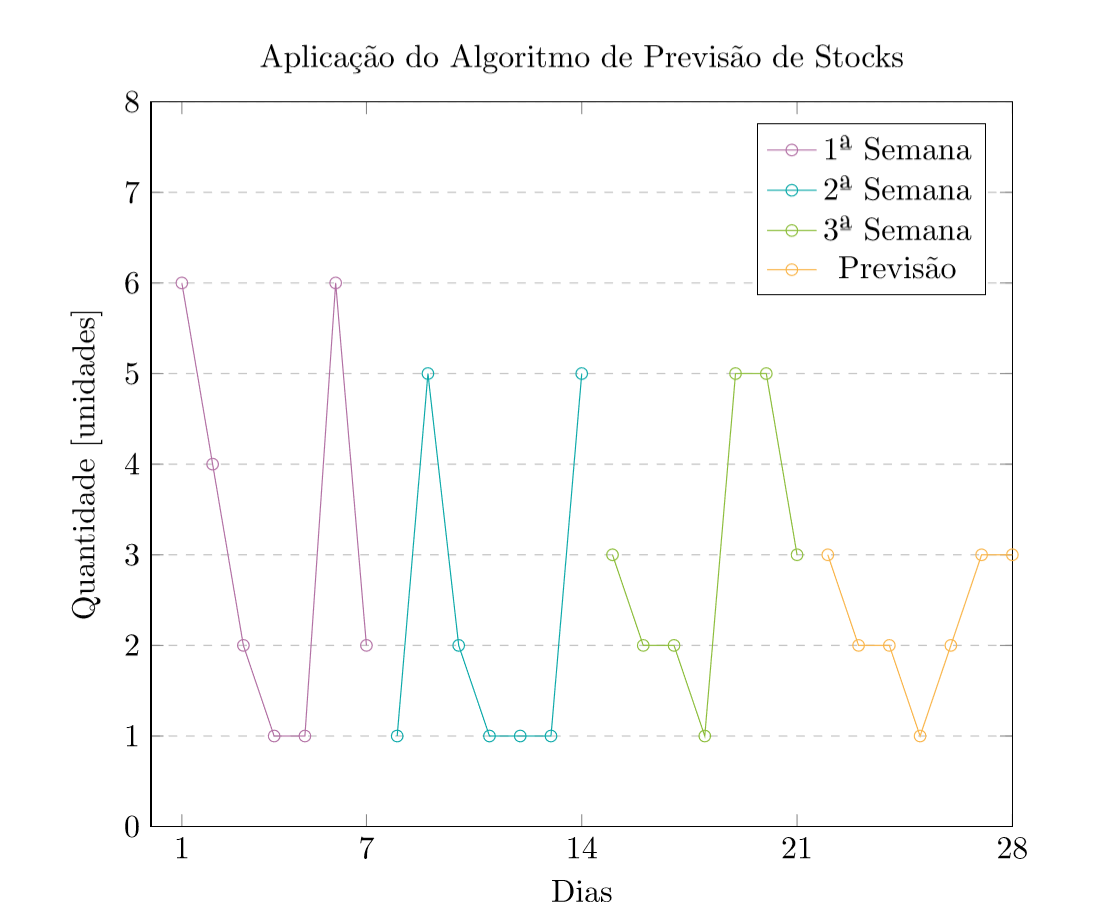 Aplicação do Algoritmo de Previsão de Stocks
8
7
6
5
4
3
2
1
0
Quantidade [unidades]
1ª Semana
2ª Semana
3ª Semana
Previsão
1 7 14 21 28
Dias